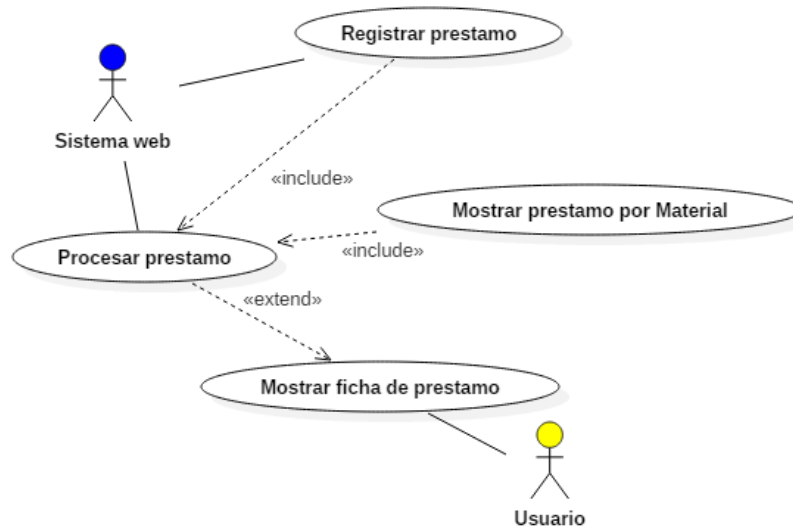 Registrar prestamo
Sistema web
«include»
Mostrar prestamo por Material
«include»
Procesar prestamo
«extend»
Mostrar ficha de prestamo
Usuario